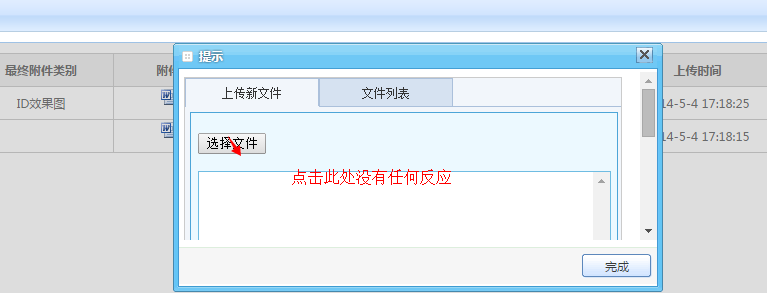 提示
最终附件类别
附
上传时间
上传新文件
文件列表
ID效果图
14-5-4 17:18:25
14-5-4 17:18:15
选择文件
点击此处没有任何反应
完成